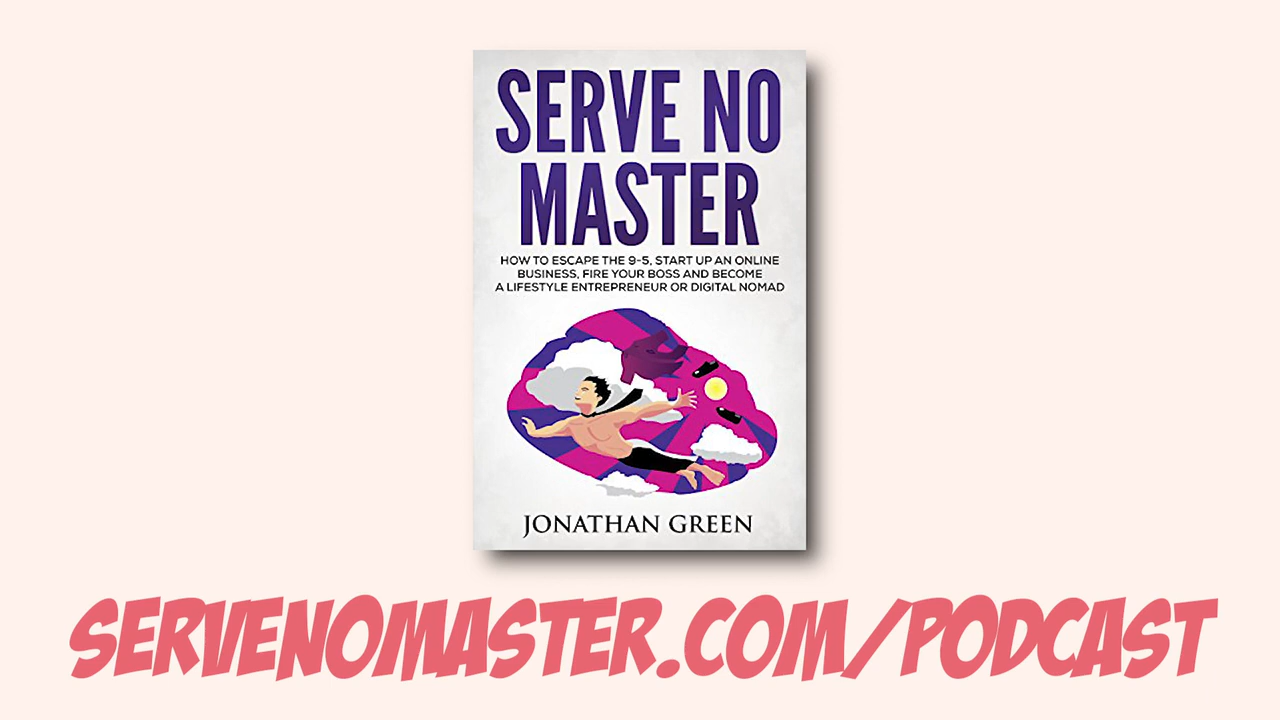 SERVE NO
MASTER
HOW TO ESCAPE THE 9-5, START UP AN ONLINE
BUSINESS, FIRE YOUR BOSS AND BECOME
A LIFESTYLE ENTREPRENEUR OR DIGITAL NOMAD
JONATHAN GREEN
SERVENOMASTER.COM/PODCAST